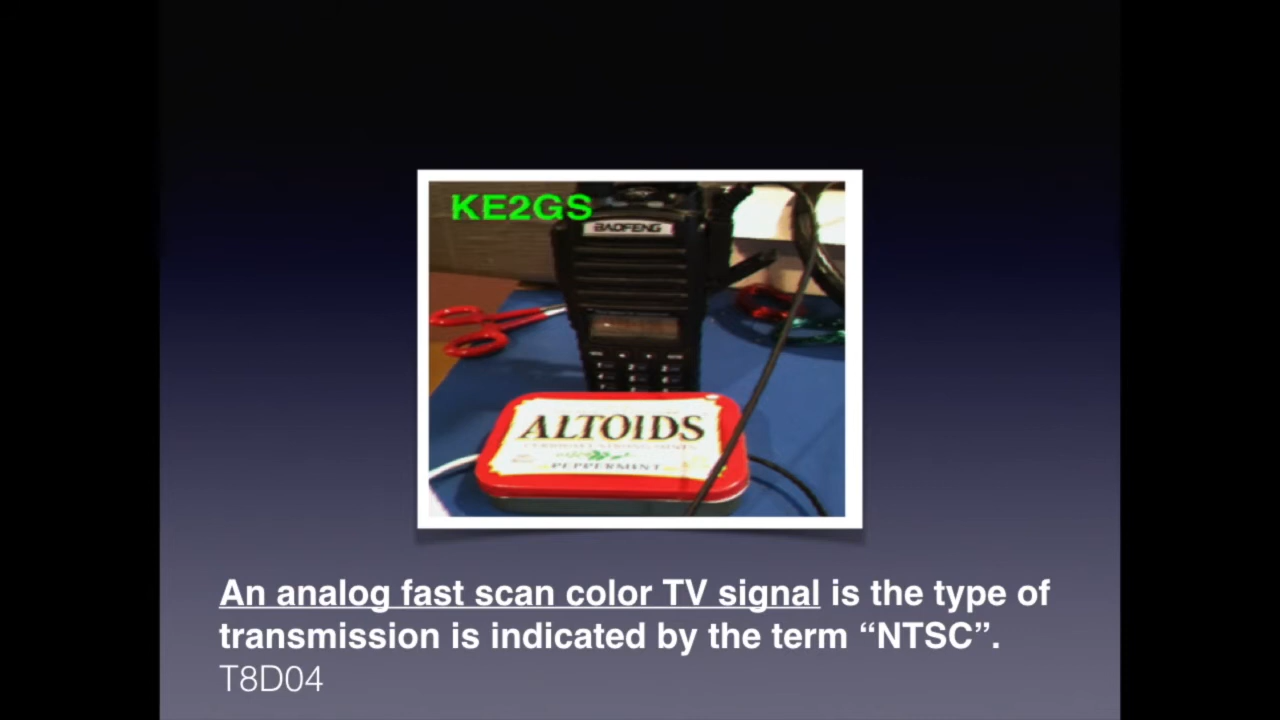 KE2GS
BAOFENG
ALTOIDS
PEPPERMINT
An analog fast scan color TV signal is the type of
transmission is indicated by the term “NTSC”.
T8D04